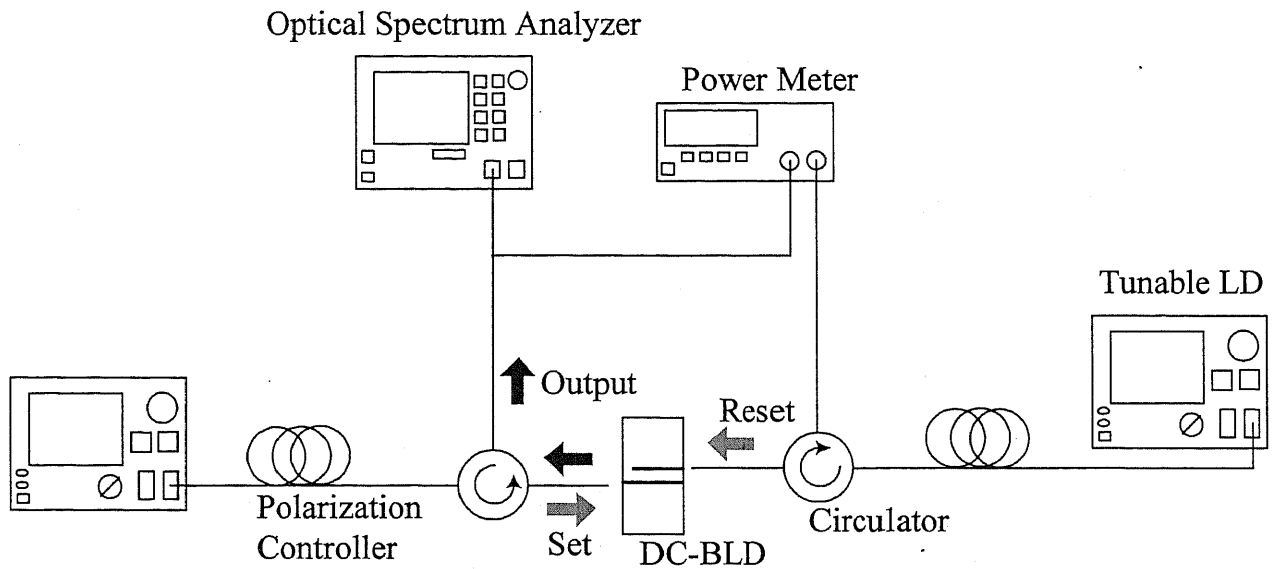 Optical Spectrum Analyzer
Power Meter
Tunable LD
Output
Reset
Polarization
Controller
Set
DC-BLD
Circulator